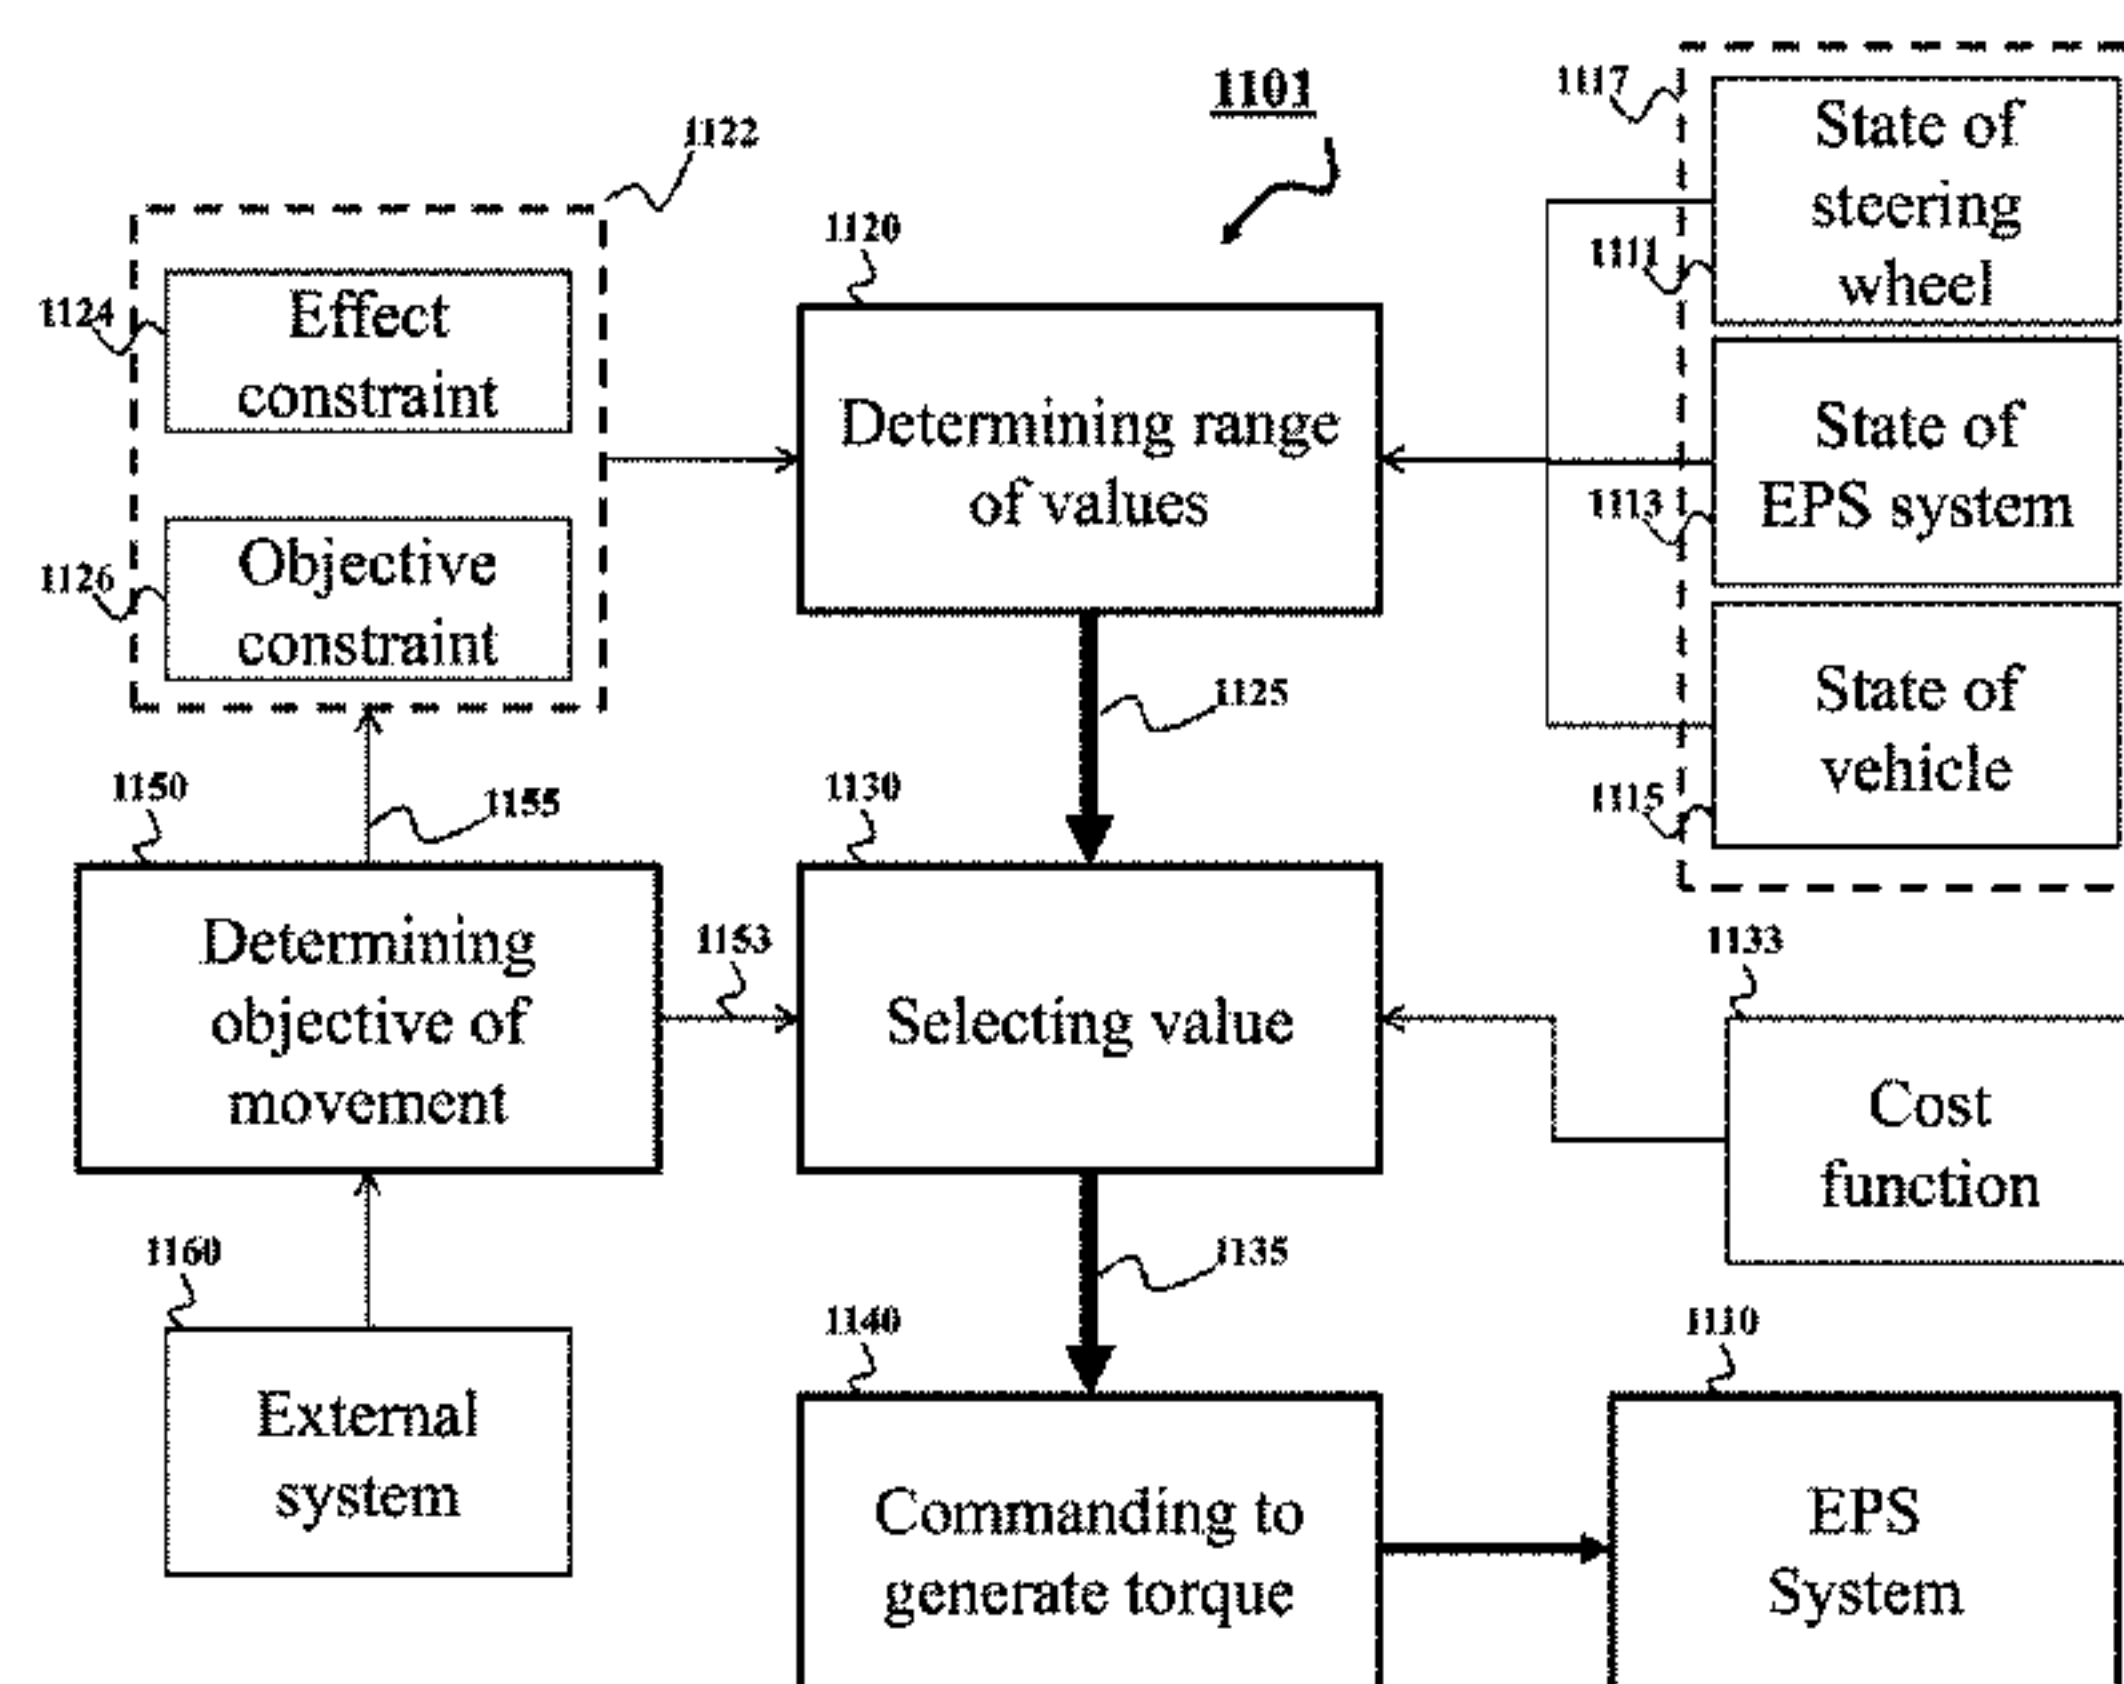 1101
1117
State of
steering
wheel
1111
1122
1120
1124
Effect
constraint
Determining range
of values
State of
EPS system
1113
1126
Objective
constraint
1125
State of
vehicle
1115
1150
1155
1130
Determining
objective of
movement
1153
Selecting value
1133
Cost
function
1160
1135
External
system
1140
1110
Commanding to
generate torque
EPS
System